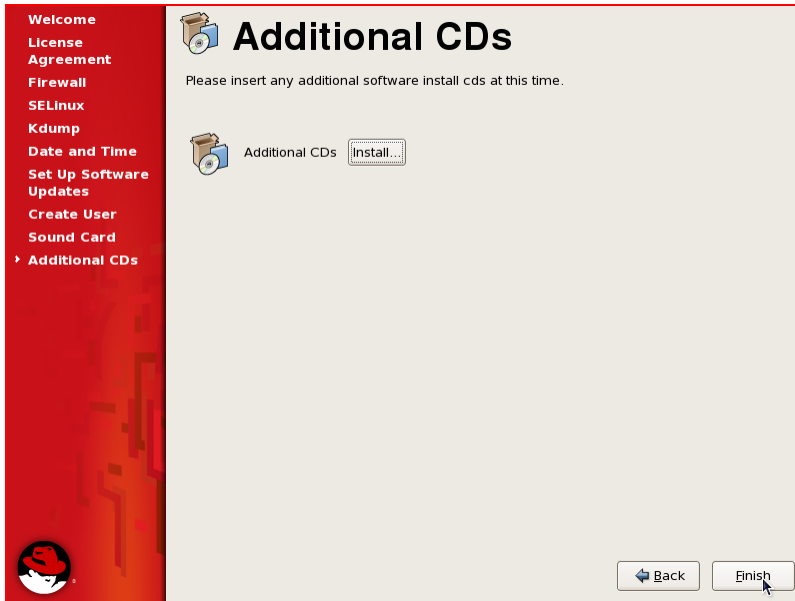 Welcome
License
Agreement
Firewall
SELinux
Kdump
Date and Time
Set Up Software
Updates
Create User
Sound Card
Additional CDs
Additional CDs
Please insert any additional software install cds at this time.
Additional CDs
Install...
Back
Finish